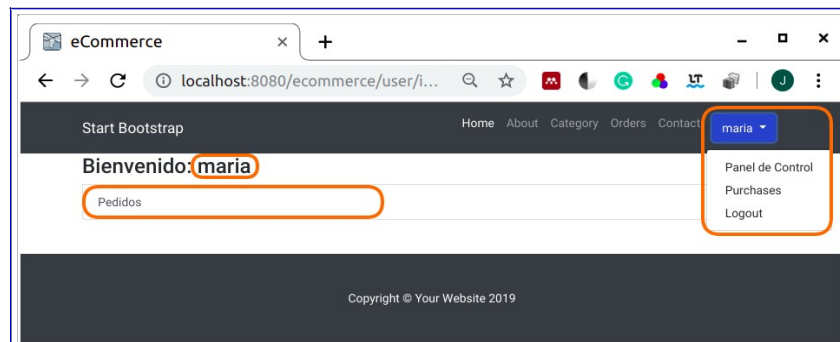 eCommerce
localhost:8080/ecommerce/user/i...
Start Bootstrap
Home About Category Orders Contact
maria
Bienvenido: maria
Panel de Control
Purchases
Logout
Pedidos
Copyright © Your Website 2019
LT
J